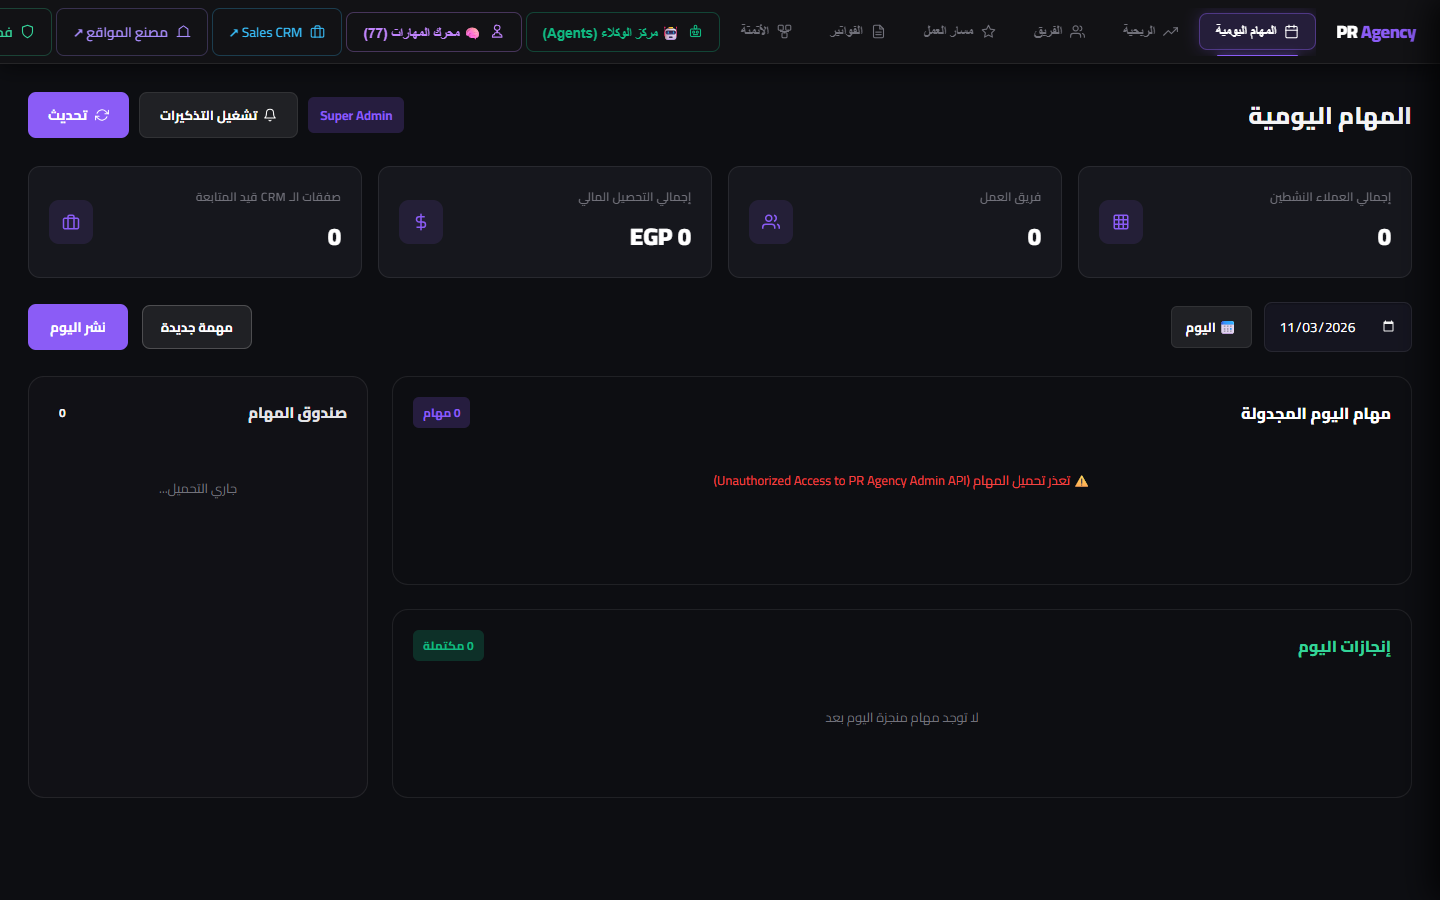 PR Agency
المهام اليومية
الربحية
الفريق
مسار العمل
الفواتير
الأتمتة
مركز الوكلاء (Agents)
محرك المهارات (77)
Sales CRM ↗
مصنع المواقع ↗
المهام اليومية
Super Admin
تشغيل التذكيرات
تحديث
إجمالي العملاء النشطين
0
فريق العمل
0
إجمالي التحصيل المالي
0 EGP
صفقات الـ CRM قيد المتابعة
0
11/03/2026
اليوم
مهمة جديدة
نشر اليوم
مهام اليوم المجدولة
0 مهام
⚠️ تعذر تحميل المهام (Unauthorized Access to PR Agency Admin API)
صندوق المهام
0
جاري التحميل...
إنجازات اليوم
0 مكتملة
لا توجد مهام منجزة اليوم بعد